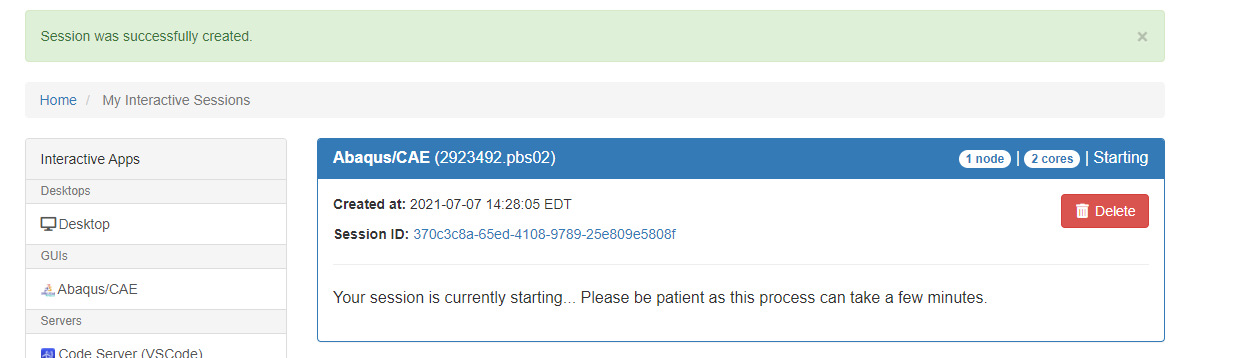 Session was successfully created.
×
Home / My Interactive Sessions
Interactive Apps
Desktops
Desktop
GUIs
Abaqus/CAE
Servers
Code Server (VSCode)
Abaqus/CAE (2923492.pbs02) 1 node | 2 cores | Starting
Created at: 2021-07-07 14:28:05 EDT
Delete
Session ID: 370c3c8a-65ed-4108-9789-25e809e5808f
Your session is currently starting... Please be patient as this process can take a few minutes.